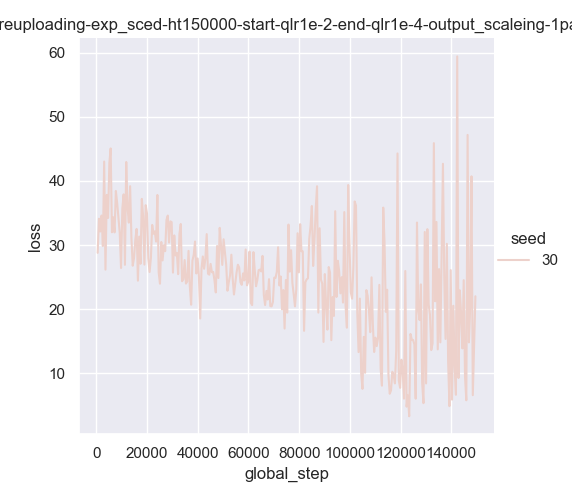 reuploading-exp_sced-ht150000-start-qlr1e-2-end-qlr1e-4-output_scaleing-1pa
60
50
40
30
20
10
loss
0 20000 40000 60000 80000 100000 120000 140000
global_step
seed
30